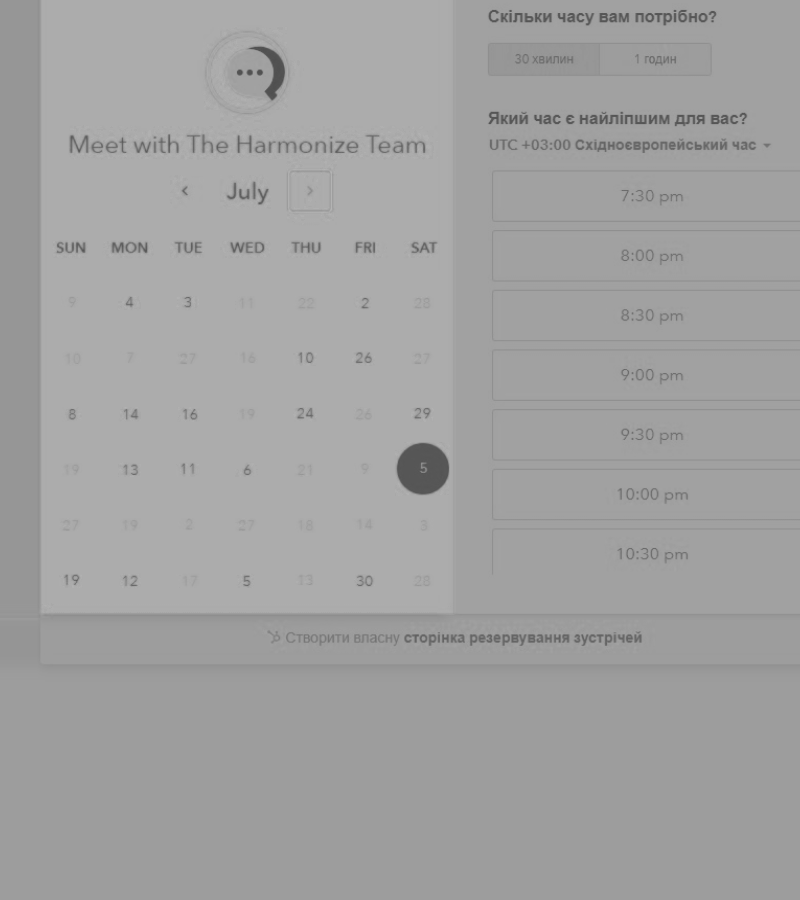 Meet with The Harmonize Team
July
SUN MON TUE WED THU FRI SAT
9 4 3 11 22 2 28
10 7 27 16 10 26 27
8 14 16 19 24 26 29
19 13 11 6 21 9 5
27 19 2 27 18 14 3
19 12 17 5 13 30 28
Скільки часу вам потрібно?
30 хвилин 1 годин
Який час є найліпшим для вас?
UTC +03:00 Східноєвропейський час
7:30 pm
8:00 pm
8:30 pm
9:00 pm
9:30 pm
10:00 pm
10:30 pm
Створити власну сторінка резервування зустрічей